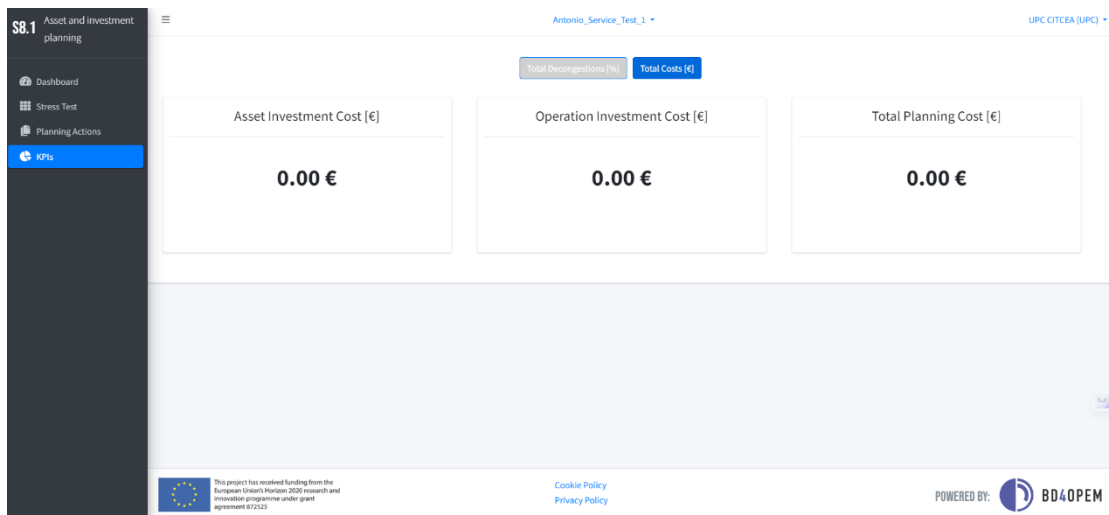 S8.1 Asset and investment
planning
Antonio_Service_Test_1
UPC CITCEA (UPC)
Dashboard
Stress Test
Planning Actions
KPIs
Total Decongestions [%] Total Costs [€]
Asset Investment Cost [€]
0.00 €
Operation Investment Cost [€]
0.00 €
Total Planning Cost [€]
0.00 €
This project has received funding from the
European Union's Horizon 2020 research and
innovation programme under grant
agreement 872525
Cookie Policy
Privacy Policy
POWERED BY: BD4OPEM